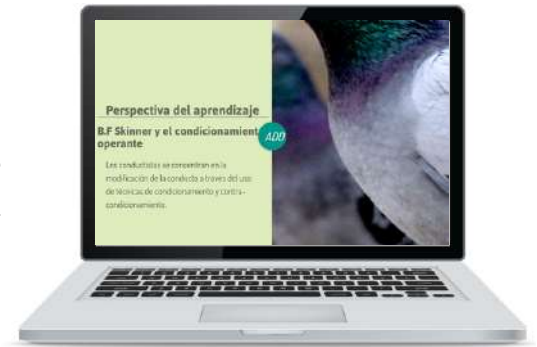 Perspectiva del aprendizaje
B.F Skinner y el condicionamient
operante
ADD
Los conductistas se concentran en la
modificación de la conducta a través del uso
de técnicas de condicionamiento y contra-
condicionamiento.